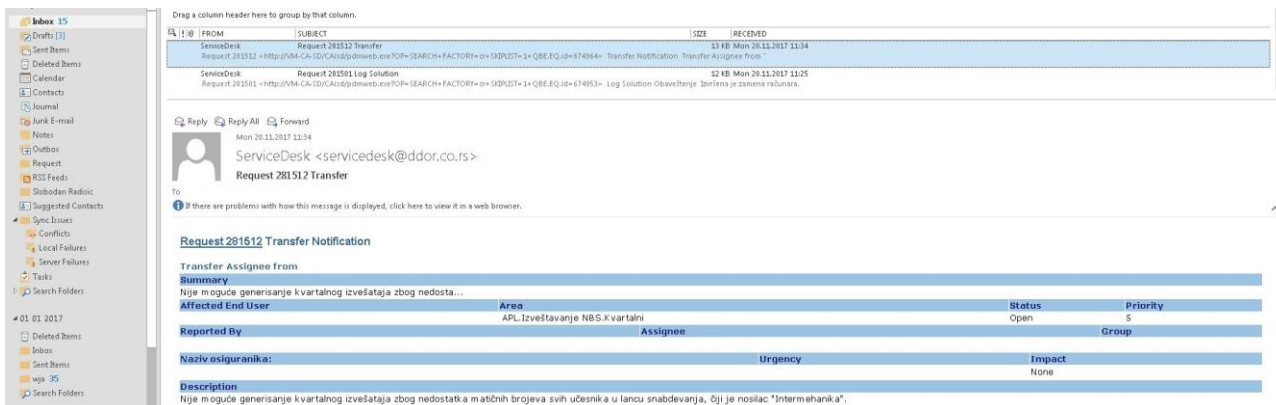 Inbox 15
Drafts [3]
Sent Items
Deleted Items
Calendar
Contacts
Journal
Junk E-mail
Notes
Outbox
Request
RSS Feeds
Slobodan Radisic
Suggested Contacts
Sync Issues
Conflicts
Local Failures
Server Failures
Tasks
Search Folders
01 01 2017
Deleted Items
Inbox
Sent Items
wja 35
Search Folders
Drag a column header here to group by that column.
FROM SUBJECT SIZE RECEIVED
ServiceDesk Request 281512 Transfer 13 KB Mon 20.11.2017 11:34
Request 281512 <http://VM-CA-SD/CAisd/pdmweb.exe?OP=SEARCH+FACTORY=cr+SKIPLIST=1+QBE.EQ.id=674964> Transfer Notification Transfer Assignee from "
ServiceDesk Request 281501 Log Solution 12 KB Mon 20.11.2017 11:25
Request 281501 <http://VM-CA-SD/CAisd/pdmweb.exe?OP=SEARCH+FACTORY=cr+SKIPLIST=1+QBE.EQ.id=674953> Log Solution Obaveštenje Izvršena je zamena računara.
Reply Reply All Forward
Mon 20.11.2017 11:34
ServiceDesk <servicedesk@ddor.co.rs>
Request 281512 Transfer
To
If there are problems with how this message is displayed, click here to view it in a web browser.
Request 281512 Transfer Notification
Transfer Assignee from
Summary
Nije moguće generisanje kvartalnog izvešataja zbog nedosta...
Affected End User Area Status Priority
APL.Izveštavanje NBS.Kvartalni Open 5
Reported By Assignee Group
Naziv osiguranika: Urgency Impact
None
Description
Nije moguće generisanje kvartalnog izvešataja zbog nedostatka matičnih brojeva svih učesnika u lancu snabdevanja, čiji je nosilac "Intermehanika".